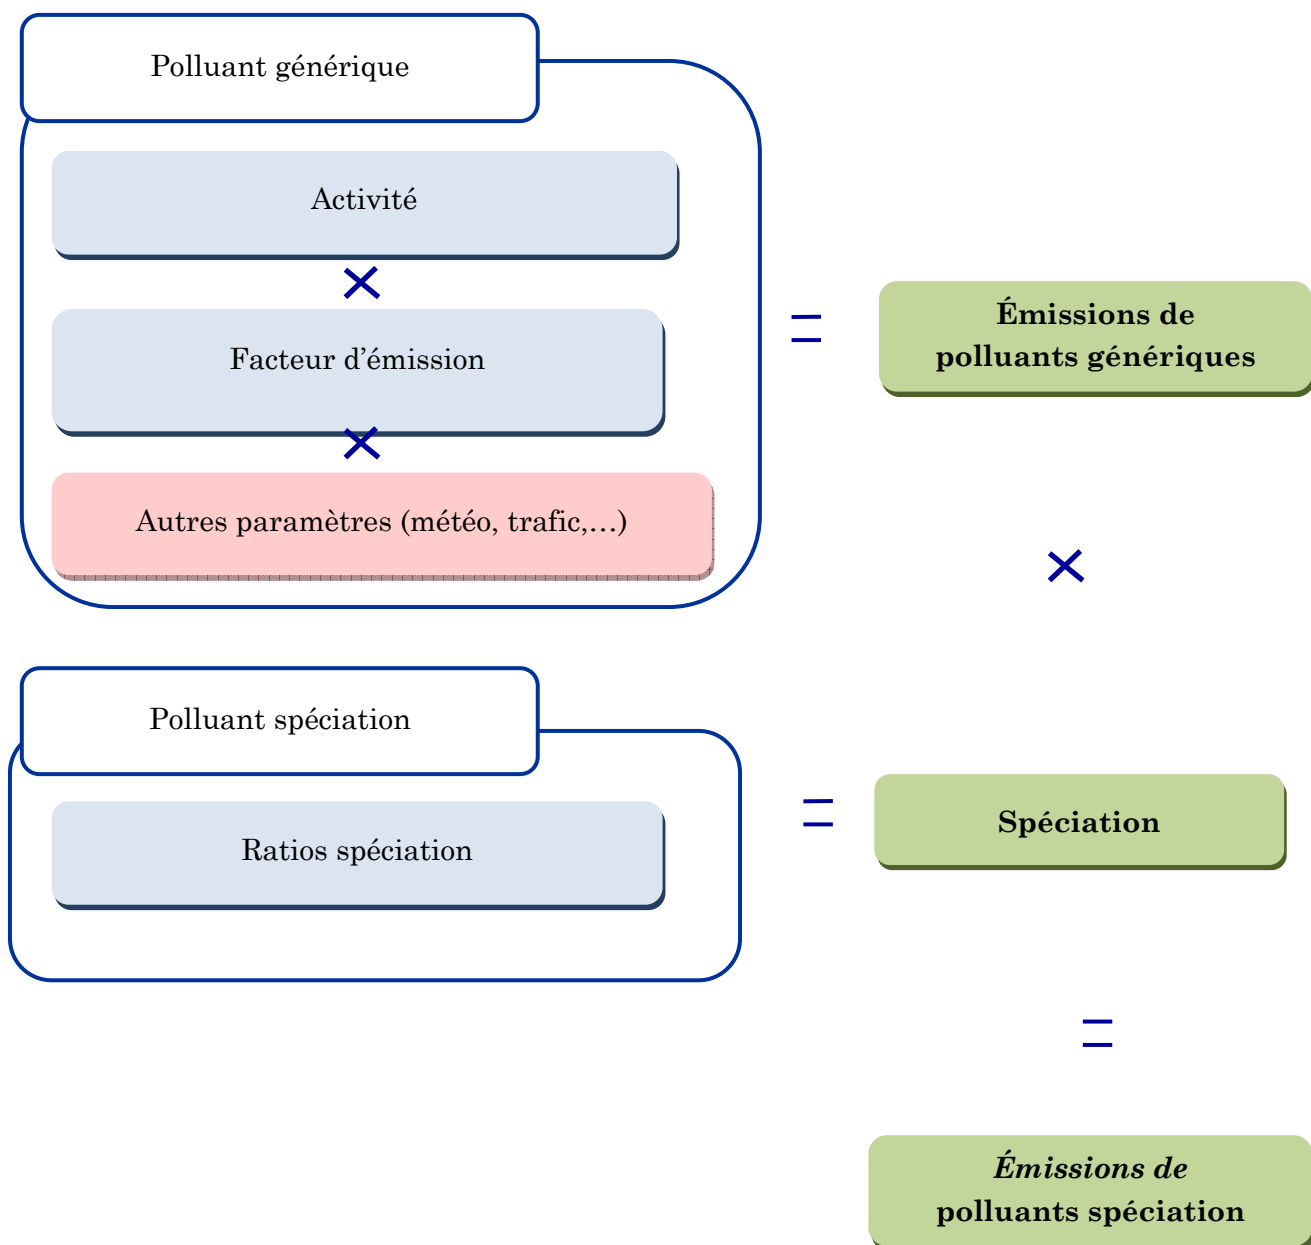 Polluant générique
Activité
×
Facteur d’émission
×
Autres paramètres (météo, trafic,…)
=
Émissions de
polluants génériques
×
Polluant spéciation
Ratios spéciation
=
Spéciation
=
Émissions de
polluants spéciation